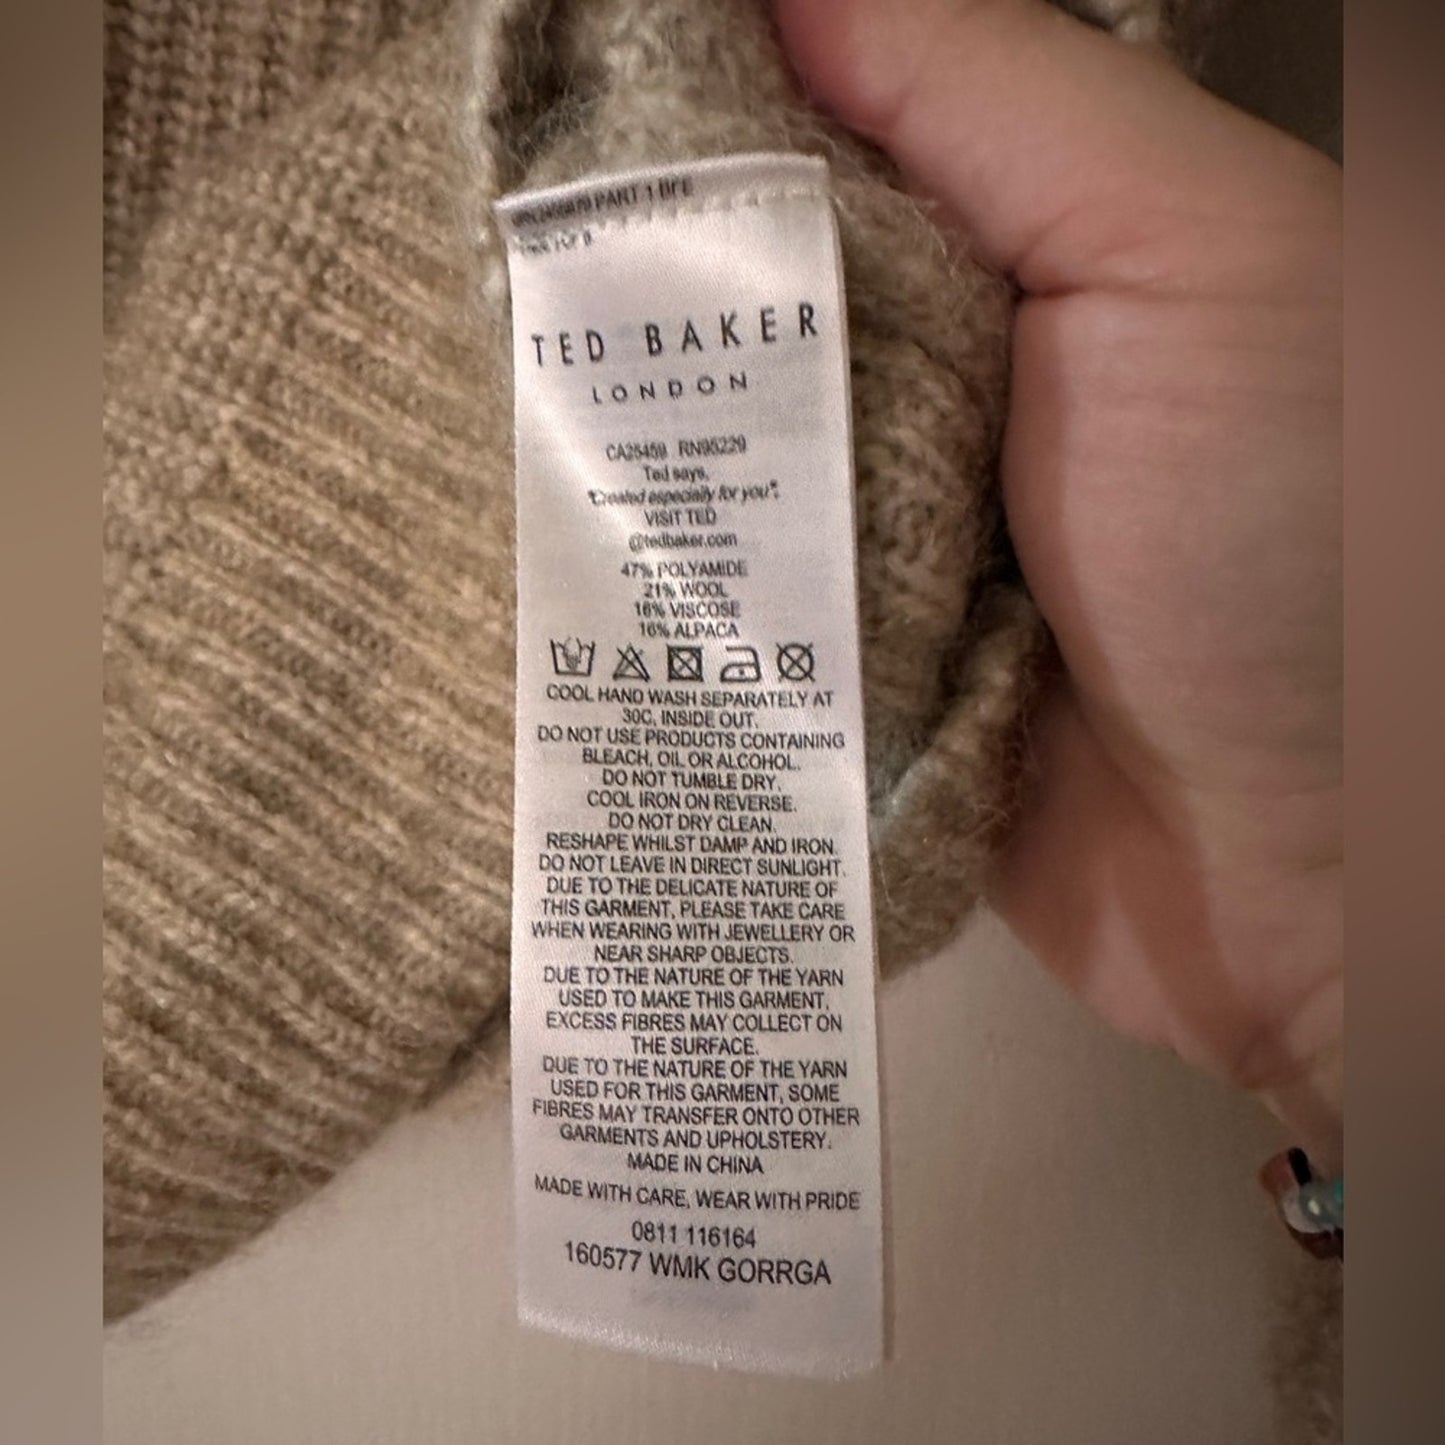 PART 1
TED BAKER
LONDON
CA25459 RN95229
Ted says,
"Created especially for you".
VISIT TED
@tedbaker.com
47% POLYAMIDE
21% WOOL
16% VISCOSE
16% ALPACA
COOL HAND WASH SEPARATELY AT
30C, INSIDE OUT.
DO NOT USE PRODUCTS CONTAINING
BLEACH, OIL OR ALCOHOL.
DO NOT TUMBLE DRY.
COOL IRON ON REVERSE.
DO NOT DRY CLEAN.
RESHAPE WHILST DAMP AND IRON.
DO NOT LEAVE IN DIRECT SUNLIGHT.
DUE TO THE DELICATE NATURE OF
THIS GARMENT, PLEASE TAKE CARE
WHEN WEARING WITH JEWELLERY OR
NEAR SHARP OBJECTS.
DUE TO THE NATURE OF THE YARN
USED TO MAKE THIS GARMENT,
EXCESS FIBRES MAY COLLECT ON
THE SURFACE.
DUE TO THE NATURE OF THE YARN
USED FOR THIS GARMENT, SOME
FIBRES MAY TRANSFER ONTO OTHER
GARMENTS AND UPHOLSTERY.
MADE IN CHINA
MADE WITH CARE, WEAR WITH PRIDE
0811 116164
160577 WMK GORRGA